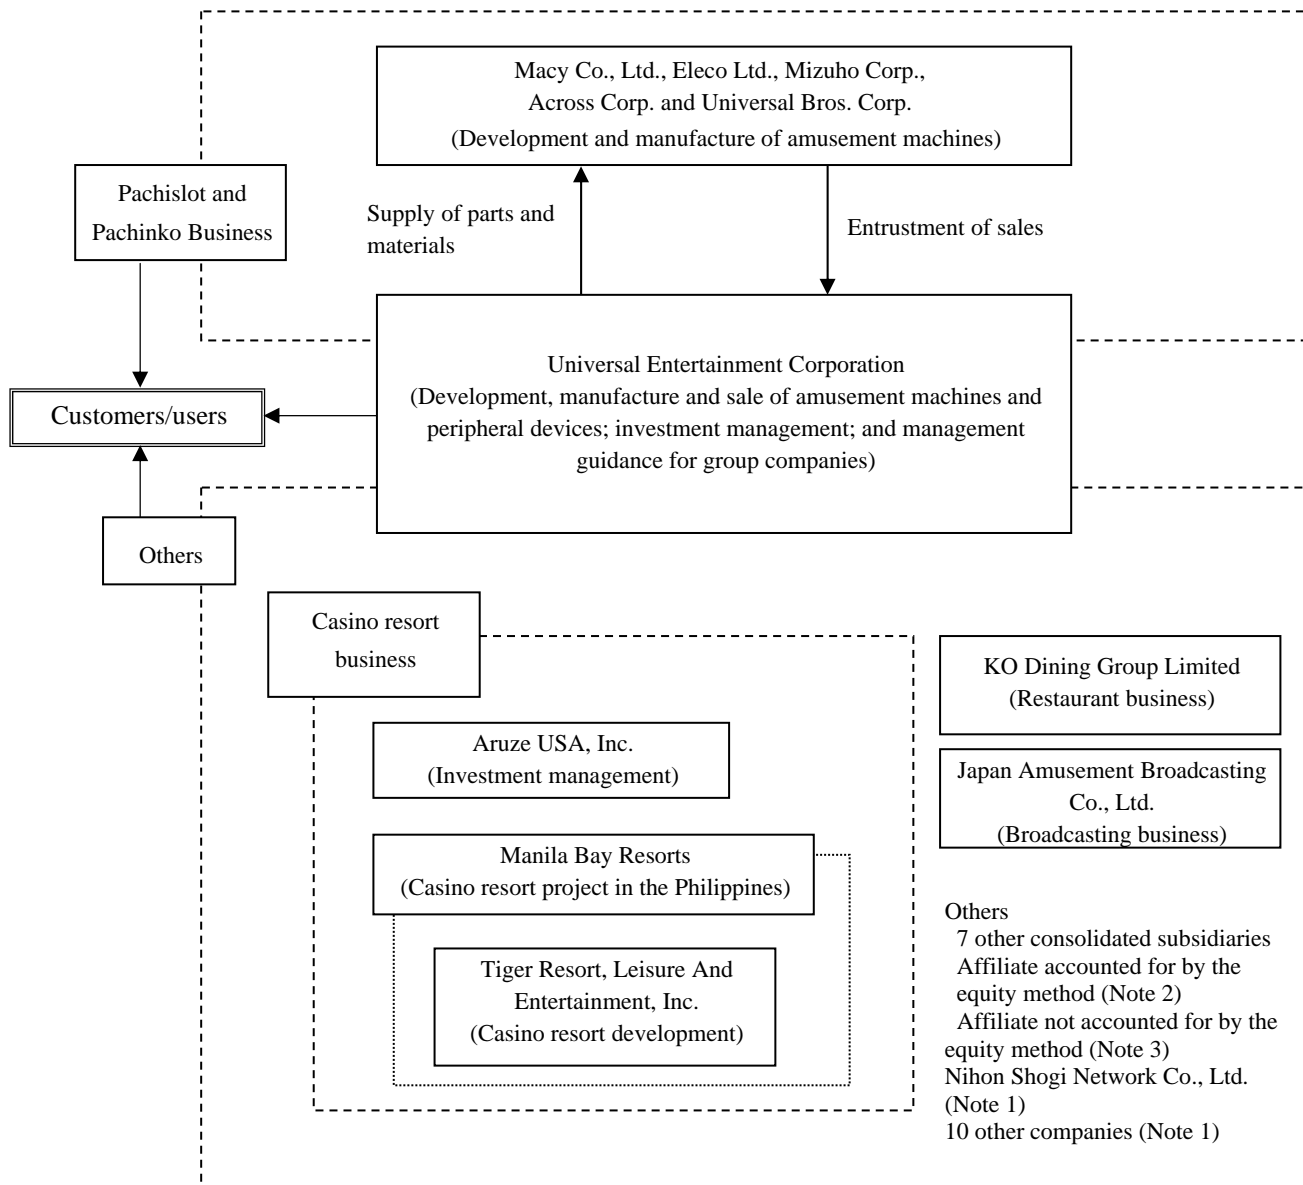 Macy Co., Ltd., Eleco Ltd., Mizuho Corp.,
Across Corp. and Universal Bros. Corp.
(Development and manufacture of amusement machines)
Pachislot and
Pachinko Business
Supply of parts and
materials
Entrustment of sales
Universal Entertainment Corporation
(Development, manufacture and sale of amusement machines and
peripheral devices; investment management; and management
guidance for group companies)
Customers/users
Others
Casino resort
business
Aruze USA, Inc.
(Investment management)
Manila Bay Resorts
(Casino resort project in the Philippines)
Tiger Resort, Leisure And
Entertainment, Inc.
(Casino resort development)
KO Dining Group Limited
(Restaurant business)
Japan Amusement Broadcasting
Co., Ltd.
(Broadcasting business)
Others
7 other consolidated subsidiaries
Affiliate accounted for by the
equity method (Note 2)
Affiliate not accounted for by the
equity method (Note 3)
Nihon Shogi Network Co., Ltd.
(Note 1)
10 other companies (Note 1)